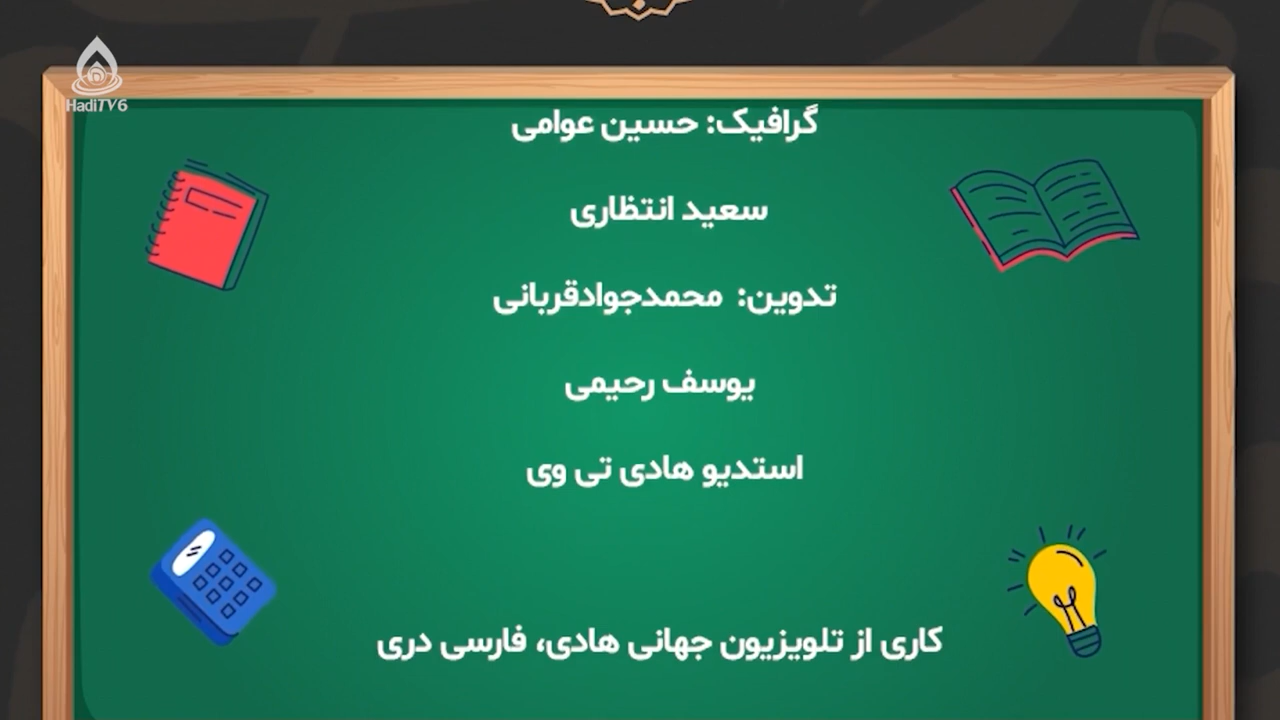 HadiTV6
گرافیک: حسین عوامی
سعید انتظاری
تدوین: محمدجوادقربانی
یوسف رحیمی
استدیو هادی تی وی
کاری از تلویزیون جهانی هادی، فارسی دری